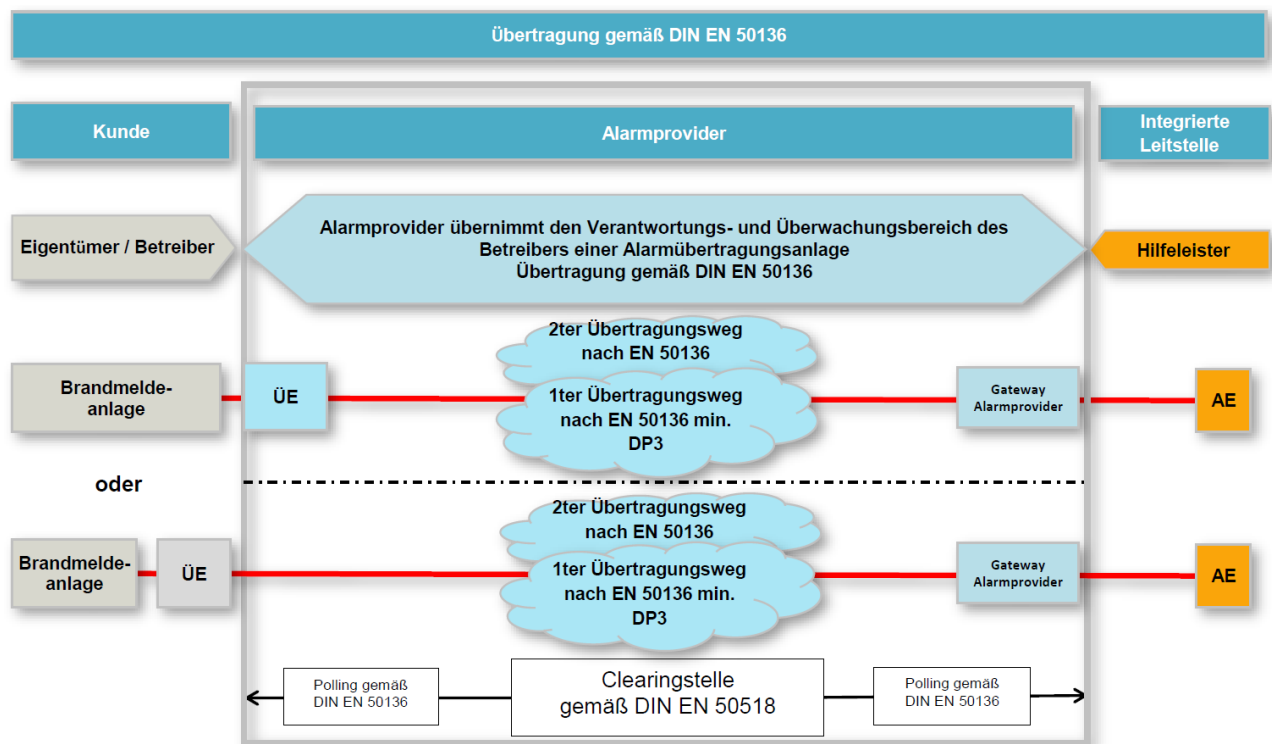 Übertragung gemäß DIN EN 50136
Kunde
Alarmprovider
Integrierte
Leitstelle
Eigentümer / Betreiber
Alarmprovider übernimmt den Verantwortungs- und Überwachungsbereich des
Betreibers einer Alarmübertragungsanlage
Übertragung gemäß DIN EN 50136
Hilfeleister
2ter Übertragungsweg
nach EN 50136
Brandmelde-
anlage
ÜE
1ter Übertragungsweg
nach EN 50136 min.
DP3
Gateway
Alarmprovider
AE
oder
2ter Übertragungsweg
nach EN 50136
Brandmelde-
anlage
ÜE
1ter Übertragungsweg
nach EN 50136 min.
DP3
Gateway
Alarmprovider
AE
Polling gemäß
DIN EN 50136
Clearingstelle
gemäß DIN EN 50518
Polling gemäß
DIN EN 50136